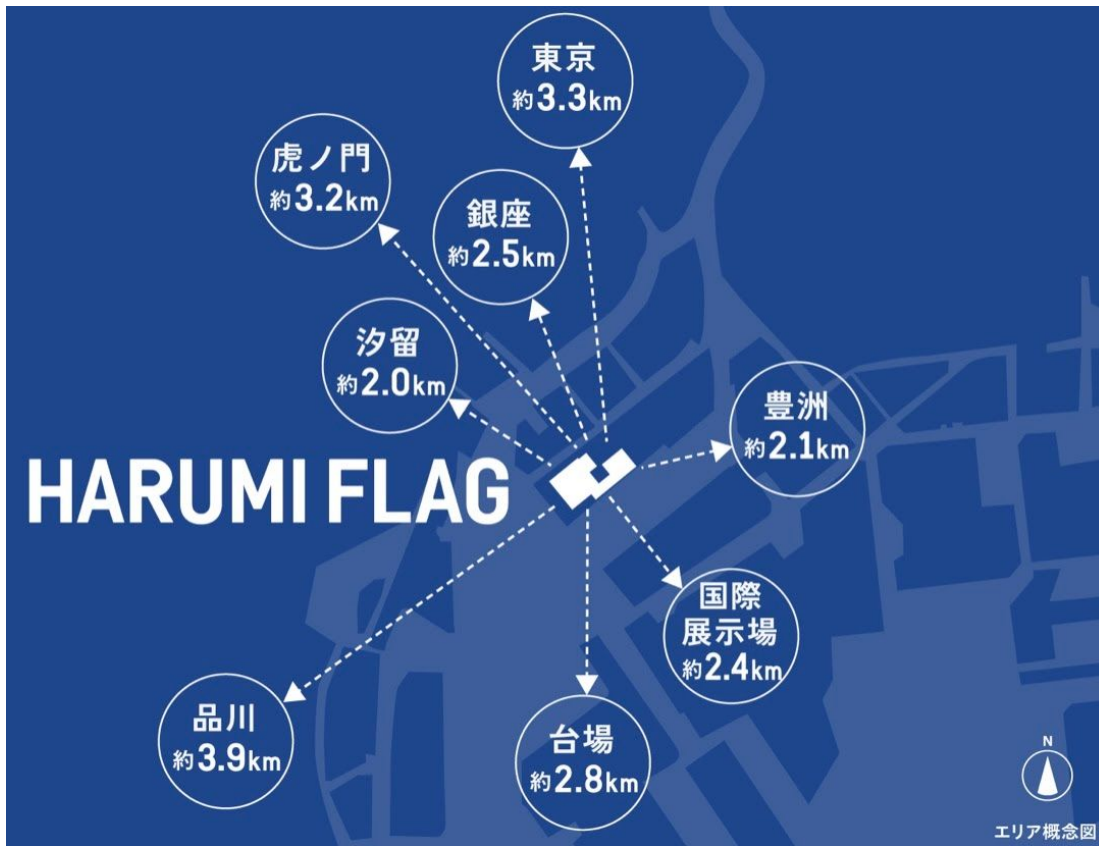 東京
約3.3km
虎ノ門
約3.2km
銀座
約2.5km
汐留
約2.0km
豊洲
約2.1km
HARUMI FLAG
国際
展示場
約2.4km
品川
約3.9km
台場
約2.8km
N
エリア概念図